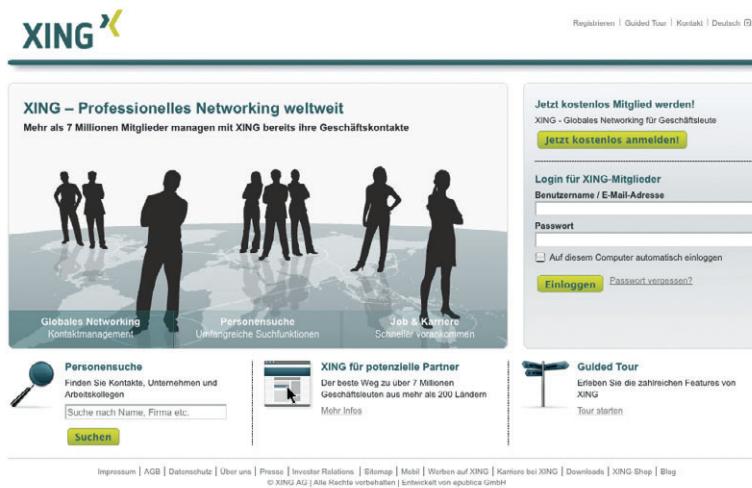 XING
Registrieren | Guided Tour | Kontakt | Deutsch
XING – Professionelles Networking weltweit
Mehr als 7 Millionen Mitglieder managen mit XING bereits ihre Geschäftskontakte
Globales Networking
Kontaktmanagement
Personensuche
Umfangreiche Suchfunktionen
Job & Karriere
Schneller vorankommen
Jetzt kostenlos Mitglied werden!
XING - Globales Networking für Geschäftsleute
Jetzt kostenlos anmelden!
Login für XING-Mitglieder
Benutzername / E-Mail-Adresse
Passwort
Auf diesem Computer automatisch einloggen
Einloggen Passwort vergessen?
Personensuche
Finden Sie Kontakte, Unternehmen und
Arbeitskollegen
Suche nach Name, Firma etc.
Suchen
XING für potenzielle Partner
Der beste Weg zu über 7 Millionen
Geschäftsleuten aus mehr als 200 Ländern
Mehr Infos
Guided Tour
Erleben Sie die zahlreichen Features von
XING
Tour starten
Impressum | AGB | Datenschutz | Über uns | Presse | Investor Relations | Sitemap | Mobil | Werben auf XING | Karriere bei XING | Downloads | XING Shop | Blog
© XING AG | Alle Rechte vorbehalten | Entwickelt von epublica GmbH